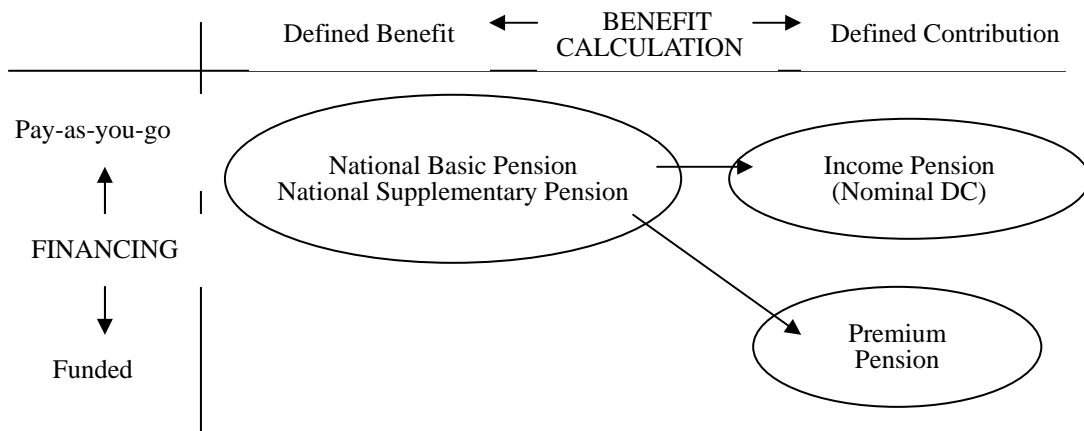 Defined Benefit
BENEFIT
CALCULATION
Defined Contribution
Pay-as-you-go
National Basic Pension
National Supplementary Pension
Income Pension
(Nominal DC)
FINANCING
Funded
Premium
Pension